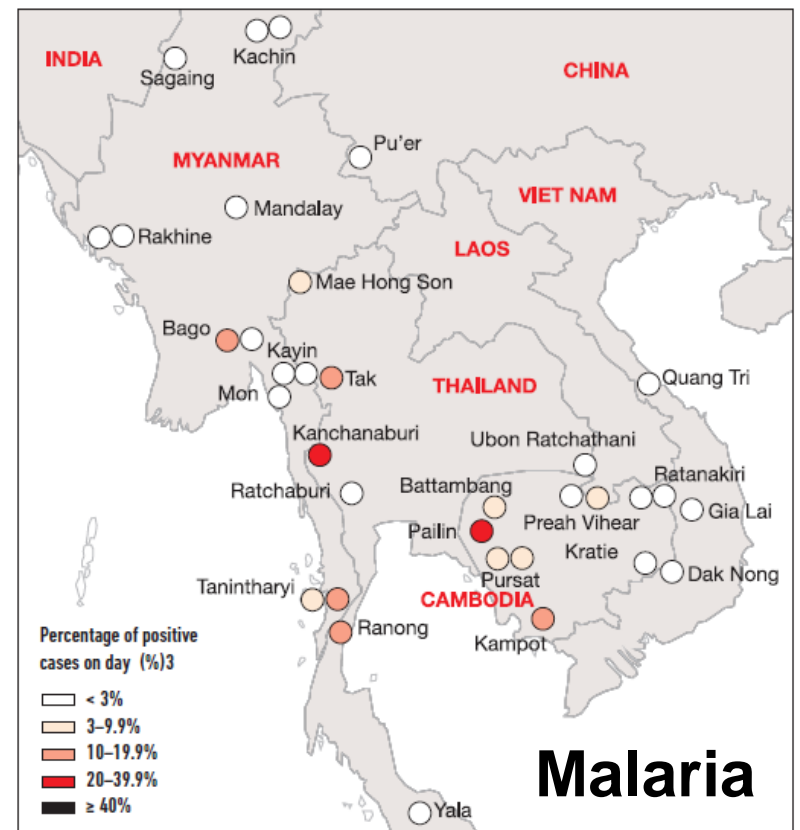 INDIA
Kachin
Sagaing
CHINA
Pu'er
MYANMAR
VIET NAM
Mandalay
Rakhine
LAOS
Mae Hong Son
Bago
Kayin
Tak
Mon
THAILAND
Quang Tri
Kanchanaburi
Ubon Ratchathani
Ratchaburi
Battambang
Ratanakiri
Gia Lai
Pailin
Preah Vihear
Kratie
Pursat
Dak Nong
Tanintharyi
CAMBODIA
Ranong
Kampot
Percentage of positive
cases on day (%)3
< 3%
3–9.9%
10–19.9%
20–39.9%
≥ 40%
Malaria
Yala